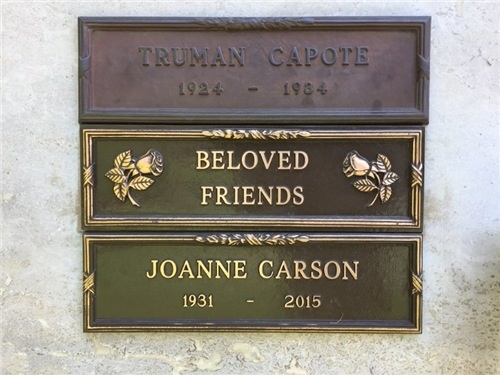 TRUMAN CAPOTE
1924 - 1984
BELOVED
FRIENDS
JOANNE CARSON
1931 - 2015